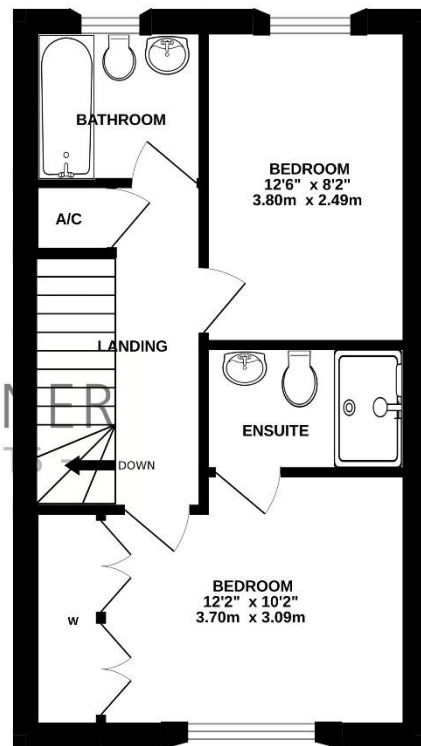 BATHROOM
BEDROOM
12'6" x 8'2"
3.80m x 2.49m
A/C
LANDING
NER
ENSUITE
DOWN
BEDROOM
12'2" x 10'2"
3.70m x 3.09m
W